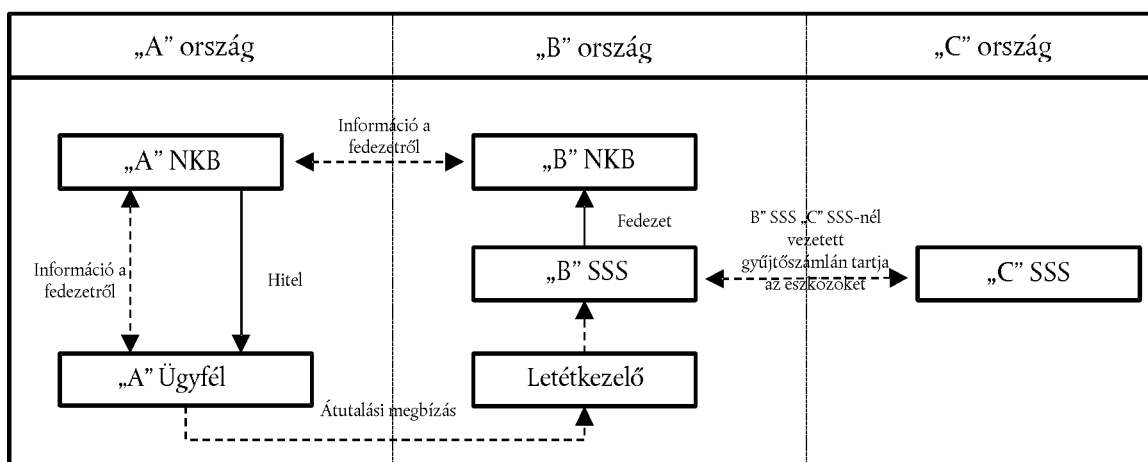 „A” ország
„B” ország
„C” ország
Információ a
fedezetről
„A” NKB
„B” NKB
Fedezet
B” SSS „C” SSS-nél
vezetett
gyűjtőszámlán tartja
az eszközöket
Információ a
fedezetről
Hitel
„B” SSS
„C” SSS
„A” Ügyfél
Letétkezelő
Átutalási megbízás